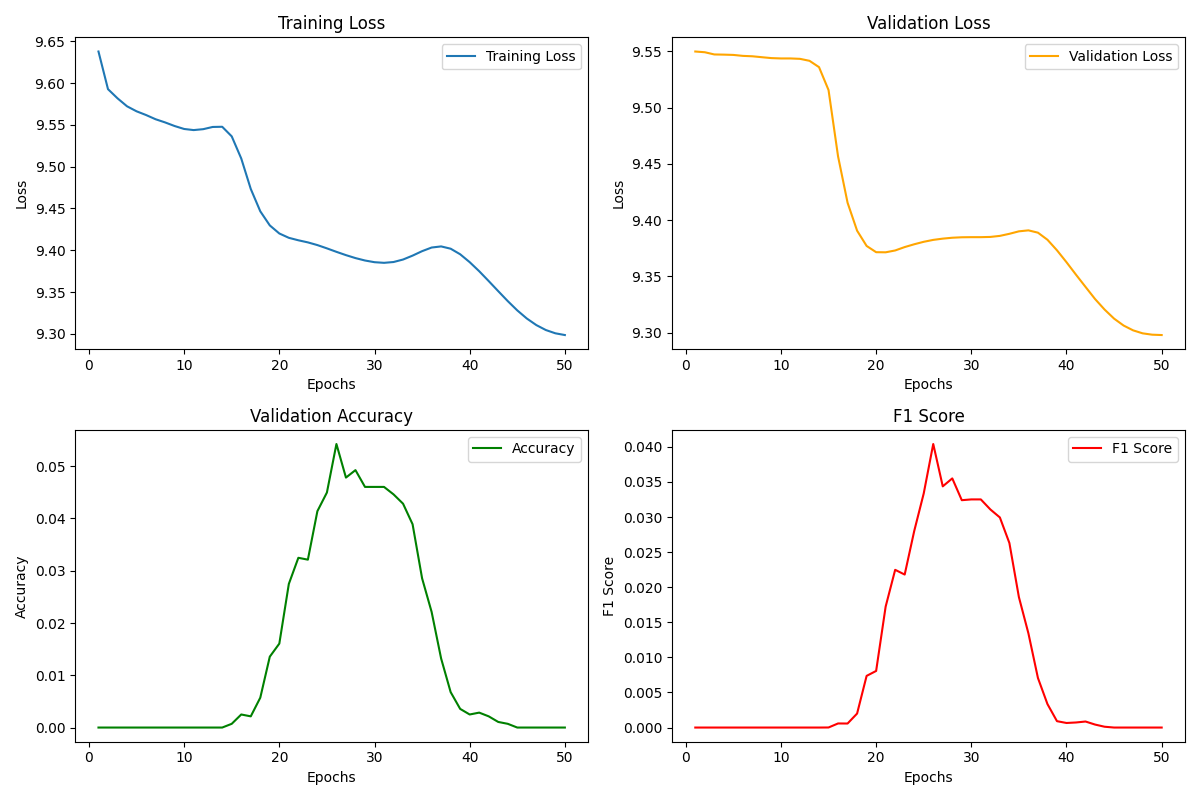 Training Loss
Training Loss
9.65
9.60
9.55
9.50
9.45
9.40
9.35
9.30
Loss
0 10 20 30 40 50
Epochs
Validation Loss
Validation Loss
9.55
9.50
9.45
9.40
9.35
9.30
Loss
0 10 20 30 40 50
Epochs
Validation Accuracy
Accuracy
0.05
0.04
0.03
0.02
0.01
0.00
Accuracy
0 10 20 30 40 50
Epochs
F1 Score
F1 Score
0.040
0.035
0.030
0.025
0.020
0.015
0.010
0.005
0.000
F1 Score
0 10 20 30 40 50
Epochs